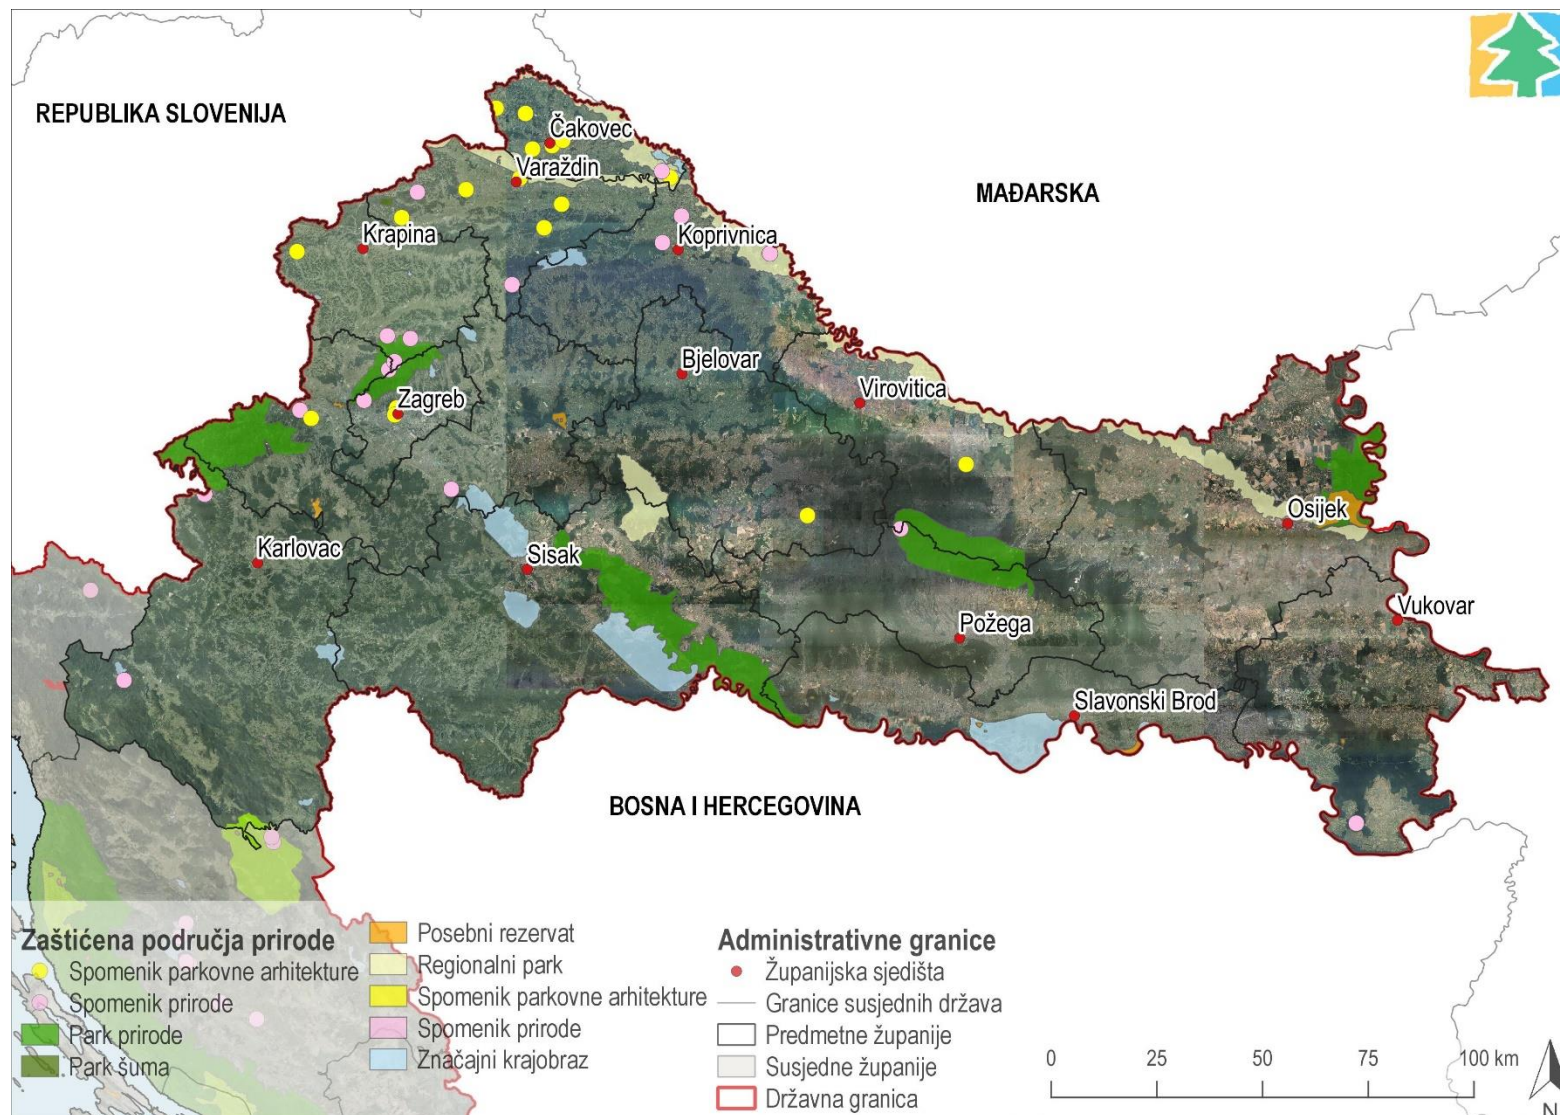 REPUBLIKA SLOVENIJA
MAĐARSKA
Čakovec
Varaždin
Krapina
Koprivnica
Bjelovar
Virovitica
Zagreb
Osijek
Karlovac
Sisak
Vukovar
Požega
Slavonski Brod
BOSNA I HERCEGOVINA
Zaštićena područja prirode
Spomenik parkovne arhitekture
Spomenik prirode
Park prirode
Park šuma
Posebni rezervat
Regionalni park
Spomenik parkovne arhitekture
Spomenik prirode
Značajni krajobraz
Administrativne granice
Županijska sjedišta
Granice susjednih država
Predmetne županije
Susjedne županije
Državna granica
0 25 50 75 100 km
N